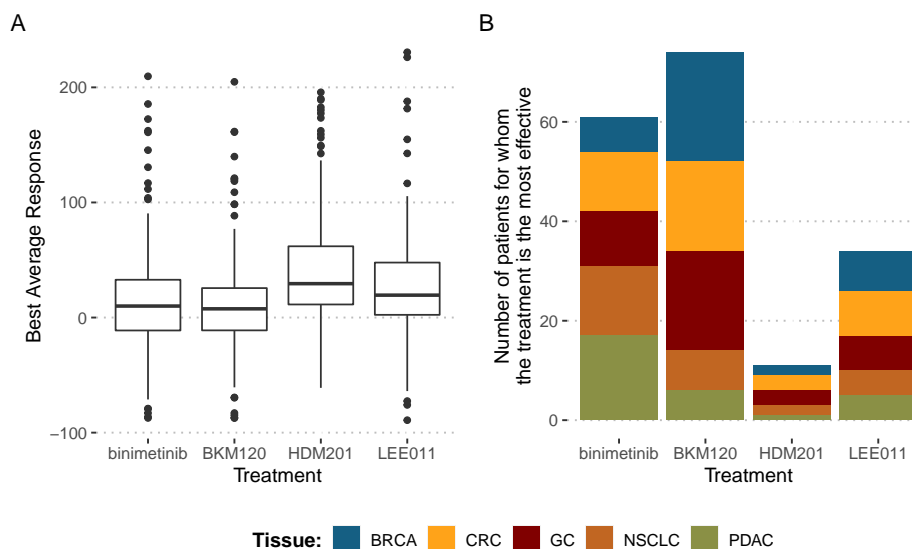 A
B
Best Average Response
200
100
0
−100
binimetinib BKM120 HDM201 LEE011
Treatment
Number of patients for whom
the treatment is the most effective
60
40
20
0
binimetinib BKM120 HDM201 LEE011
Treatment
Tissue: BRCA CRC GC NSCLC PDAC